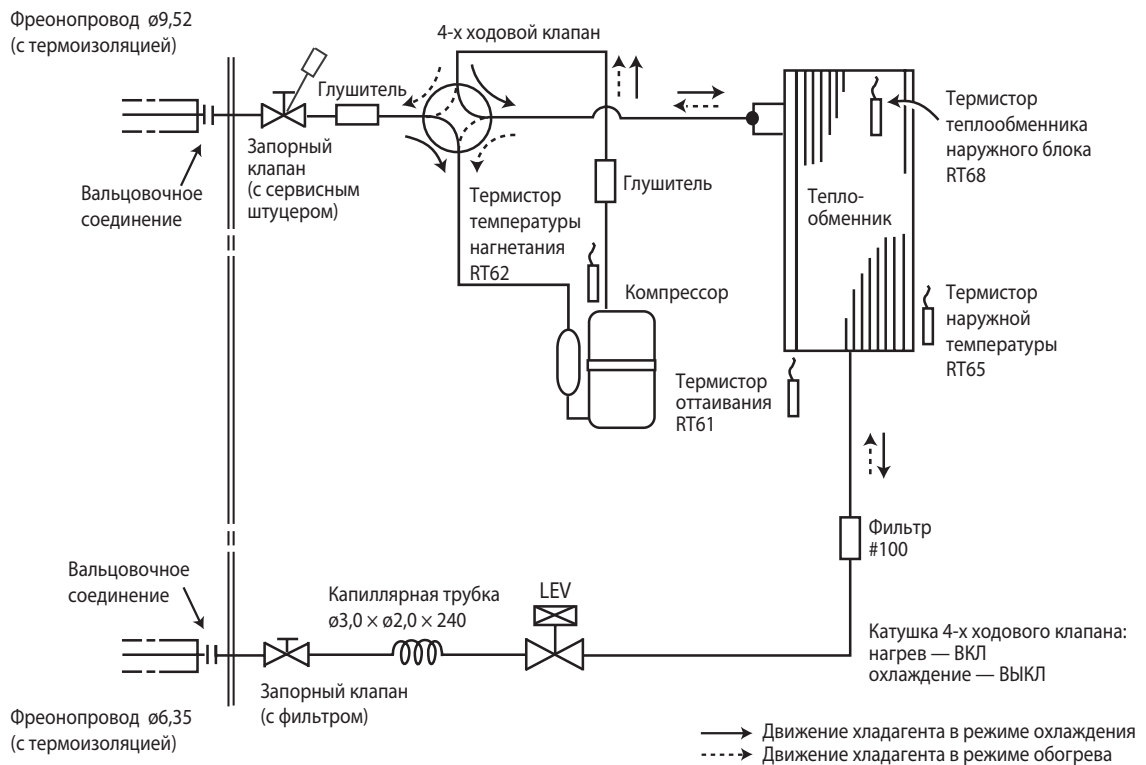 Фреонопровод ø9,52
(с термоизоляцией)
4-х ходовой клапан
Глушитель
Запорный
клапан
(с сервисным
штуцером)
Вальцовочное
соединение
Термистор
температуры
нагнетания
RT62
Глушитель
Компрессор
Тепло-
обменник
Термистор
теплообменника
наружного блока
RT68
Термистор
наружной
температуры
RT65
Термистор
оттаивания
RT61
Фильтр
#100
Вальцовочное
соединение
Капиллярная трубка
ø3,0 × ø2,0 × 240
LEV
Запорный клапан
(с фильтром)
Фреонопровод ø6,35
(с термоизоляцией)
Катушка 4-х ходового клапана:
нагрев — ВКЛ
охлаждение — ВЫКЛ
Движение хладагента в режиме охлаждения
Движение хладагента в режиме обогрева